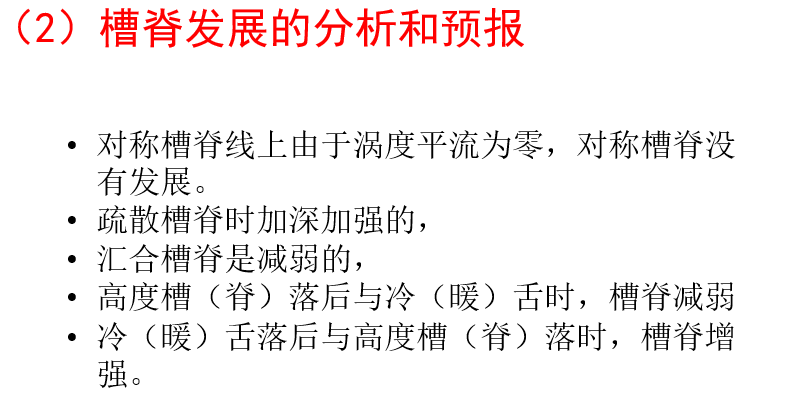 （2）槽脊发展的分析和预报
• 对称槽脊线上由于涡度平流为零，对称槽脊没
有发展。
• 疏散槽脊时加深加强的，
• 汇合槽脊是减弱的，
• 高度槽（脊）落后与冷（暖）舌时，槽脊减弱
• 冷（暖）舌落后与高度槽（脊）落时，槽脊增
强。